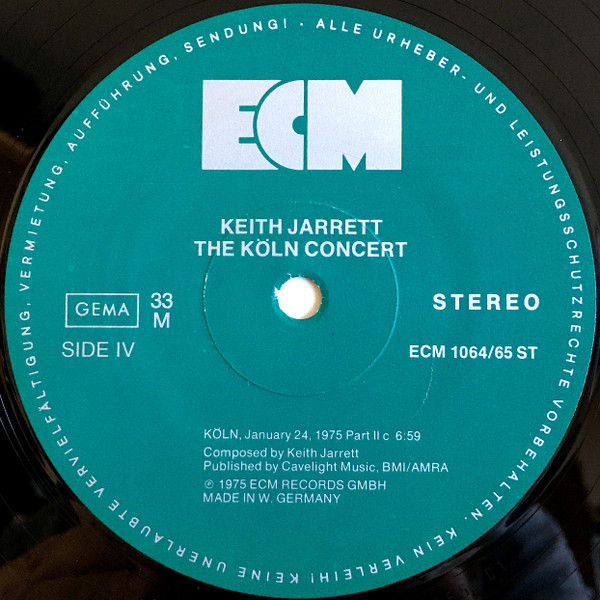 ALLE URHEBER- UND LEISTUNGSSCHUTZRECHTE VORBEHALTEN. KEIN VERLEIH! KEINE UNERLAUBTE VERVIELFÄLTIGUNG, VERMIETUNG, AUFFÜHRUNG, SENDUNG! ·
ECM
KEITH JARRETT
THE KÖLN CONCERT
GEMA
33
M
STEREO
SIDE IV
ECM 1064/65 ST
KÖLN, January 24, 1975 Part II c 6:59
Composed by Keith Jarrett
Published by Cavelight Music, BMI/AMRA
℗ 1975 ECM RECORDS GMBH
MADE IN W. GERMANY